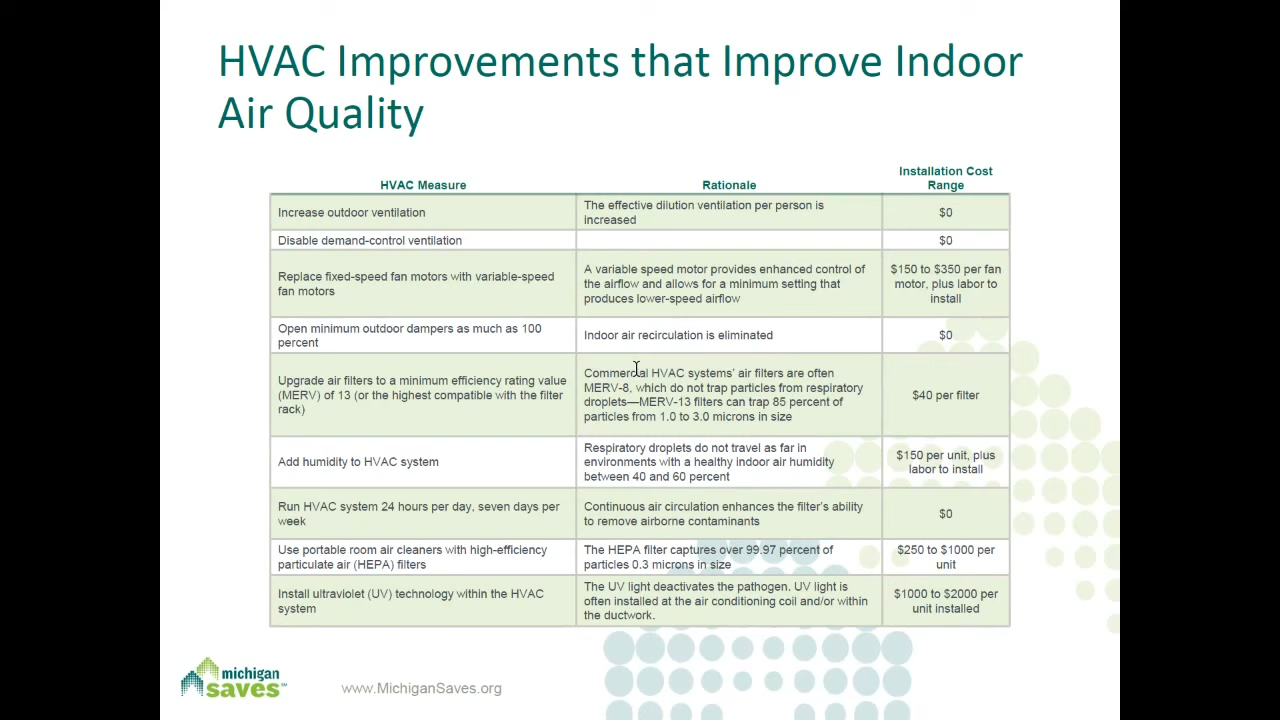 HVAC Improvements that Improve Indoor
Air Quality
HVAC Measure
Rationale
Installation Cost
Range
Increase outdoor ventilation
The effective dilution ventilation per person is
increased
$0
Disable demand-control ventilation
$0
Replace fixed-speed fan motors with variable-speed
fan motors
A variable speed motor provides enhanced control of
the airflow and allows for a minimum setting that
produces lower-speed airflow
$150 to $350 per fan
motor, plus labor to
install
Open minimum outdoor dampers as much as 100
percent
Indoor air recirculation is eliminated
$0
Upgrade air filters to a minimum efficiency rating value
(MERV) of 13 (or the highest compatible with the filter
rack)
Commercial HVAC systems’ air filters are often
MERV-8, which do not trap particles from respiratory
droplets—MERV-13 filters can trap 85 percent of
particles from 1.0 to 3.0 microns in size
$40 per filter
Add humidity to HVAC system
Respiratory droplets do not travel as far in
environments with a healthy indoor air humidity
between 40 and 60 percent
$150 per unit, plus
labor to install
Run HVAC system 24 hours per day, seven days per
week
Continuous air circulation enhances the filter’s ability
to remove airborne contaminants
$0
Use portable room air cleaners with high-efficiency
particulate air (HEPA) filters
The HEPA filter captures over 99.97 percent of
particles 0.3 microns in size
$250 to $1000 per
unit
Install ultraviolet (UV) technology within the HVAC
system
The UV light deactivates the pathogen. UV light is
often installed at the air conditioning coil and/or within
the ductwork.
$1000 to $2000 per
unit installed
michigan
saves™
www.MichiganSaves.org